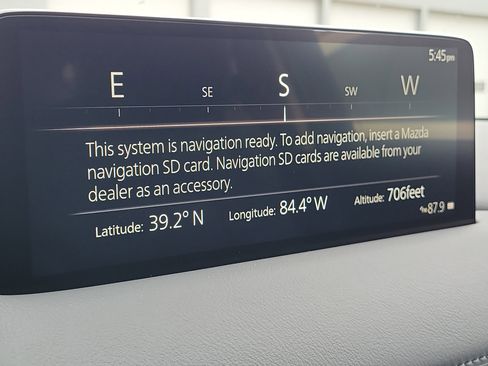 5:45pm
E SE S SW W
This system is navigation ready. To add navigation, insert a Mazda
navigation SD card. Navigation SD cards are available from your
dealer as an accessory.
Latitude: 39.2° N Longitude: 84.4° W Altitude: 706feet
87.9